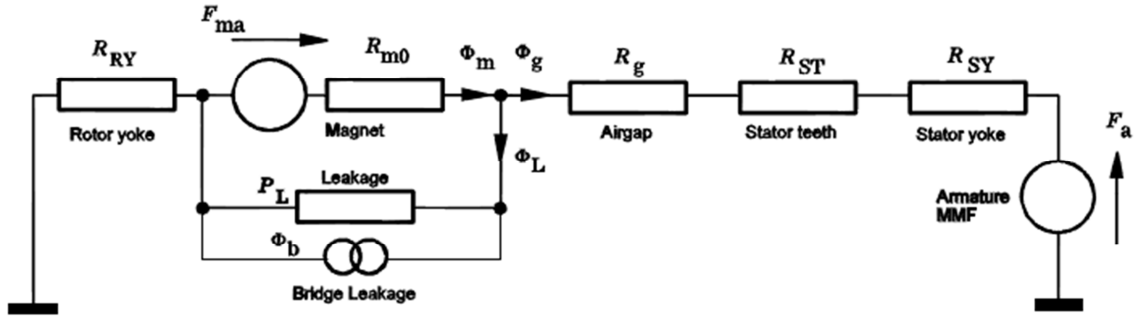 F_ma
R_RY
R_m0
Φ_m
Φ_g
R_g
R_ST
R_SY
Rotor yoke
Magnet
Airgap
Stator teeth
Stator yoke
F_a
Φ_L
Leakage
P_L
Armature
MMF
Φ_b
Bridge Leakage